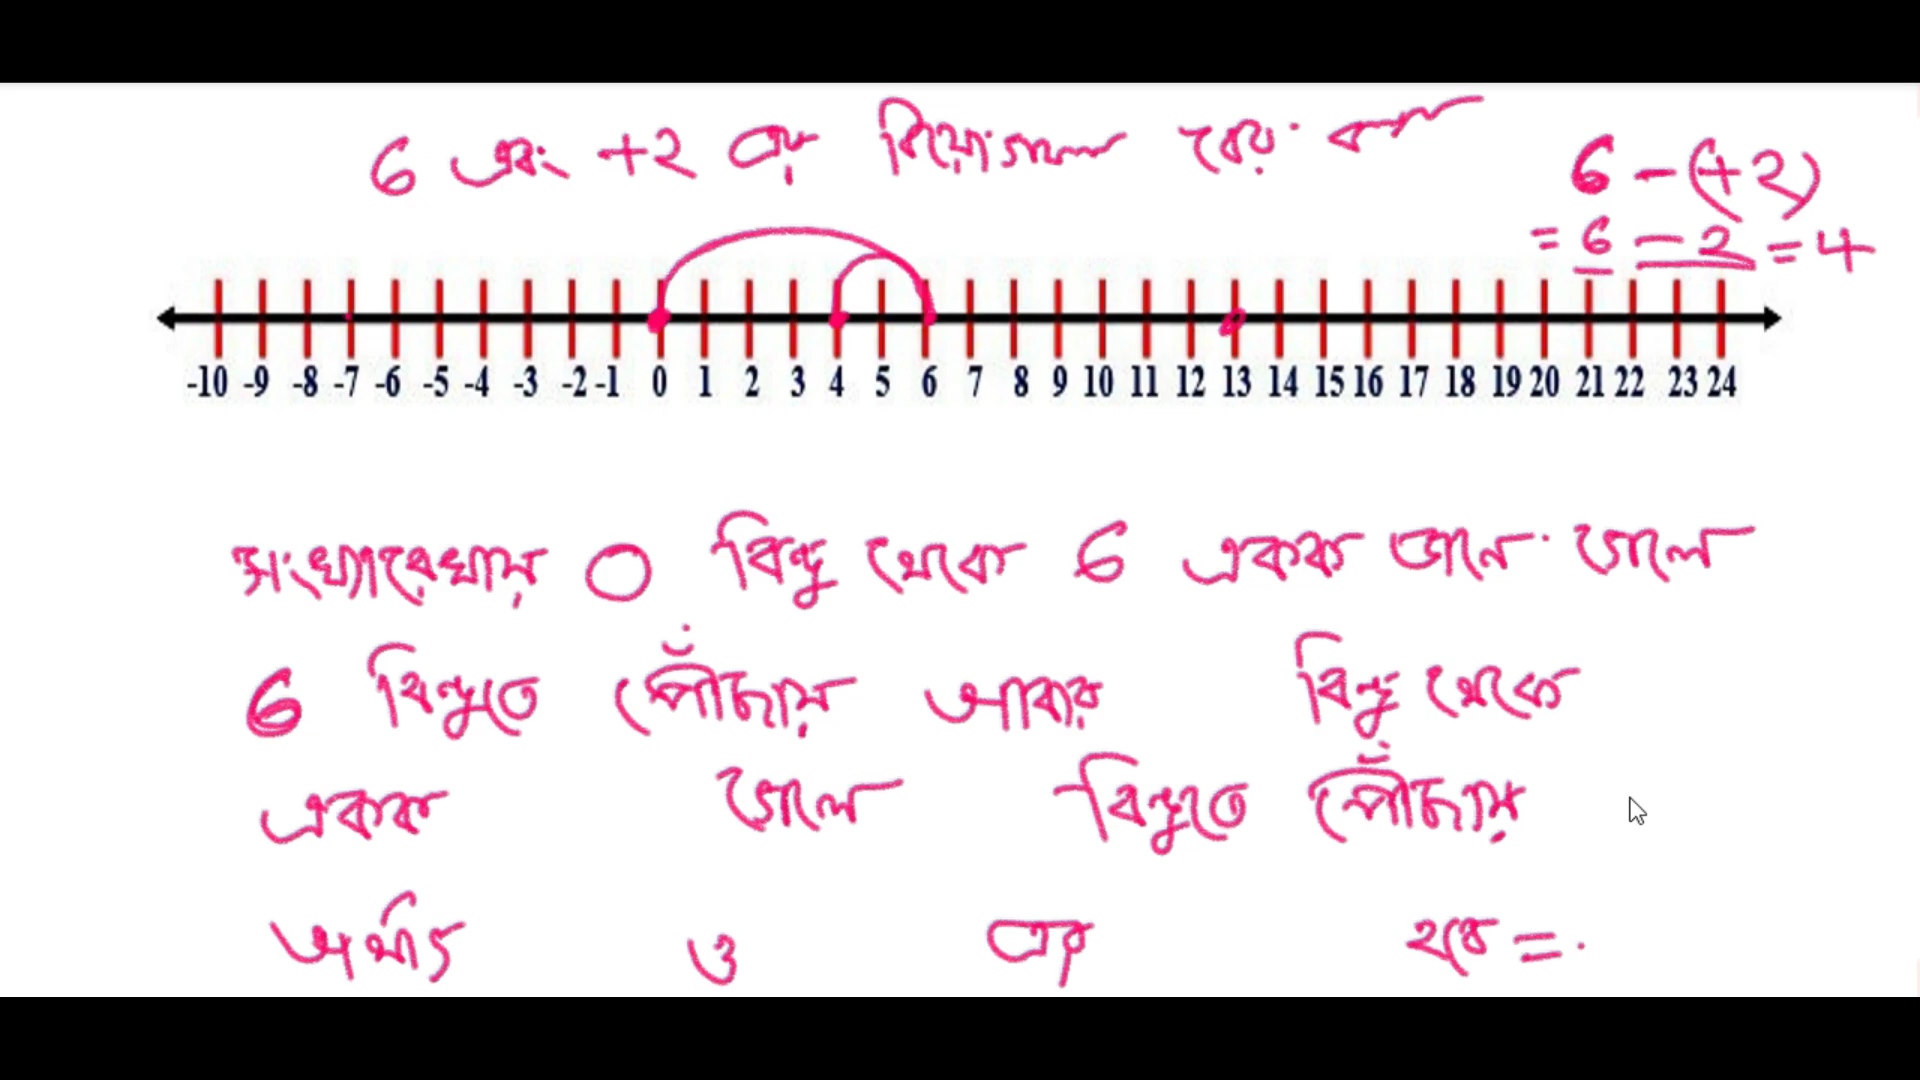 6 এবং +2 এর বিয়োগফল বের কর
6 - (+2)
= 6 - 2 = 4
-10 -9 -8 -7 -6 -5 -4 -3 -2 -1 0 1 2 3 4 5 6 7 8 9 10 11 12 13 14 15 16 17 18 19 20 21 22 23 24
সংখ্যারেখায় 0 বিন্দু থেকে 6 একক ডানে গেলে
6 বিন্দুতে পৌঁছায় আবার বিন্দু থেকে
একক গেলে বিন্দুতে পৌঁছায়
অর্থাৎ ও এর হবে =